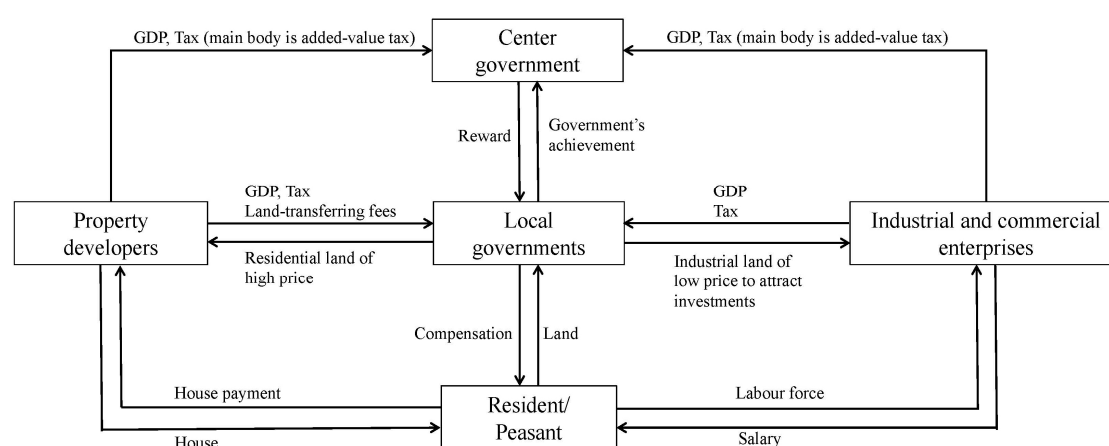 GDP, Tax (main body is added-value tax)
Center
government
GDP, Tax (main body is added-value tax)
Reward
Government's
achievement
GDP, Tax
Land-transferring fees
GDP
Tax
Property
developers
Local
governments
Industrial and commercial
enterprises
Residential land of
high price
Industrial land of
low price to attract
investments
Compensation
Land
House payment
Resident/
Peasant
Labour force
House
Salary